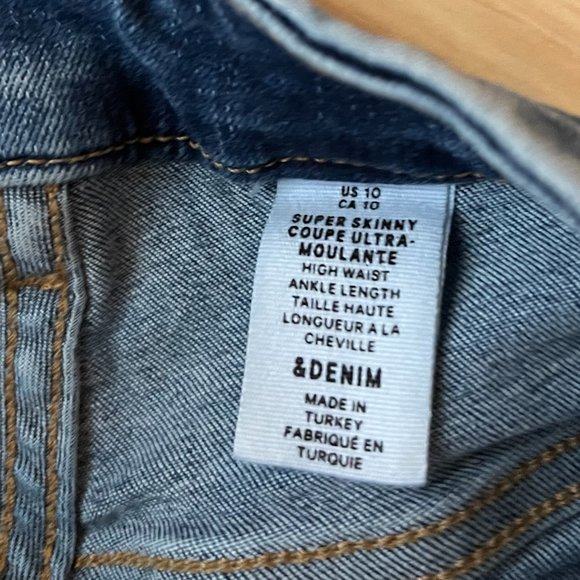 US 10
CA 10
SUPER SKINNY
COUPE ULTRA-
MOULANTE
HIGH WAIST
ANKLE LENGTH
TAILLE HAUTE
LONGUEUR A LA
CHEVILLE
&DENIM
MADE IN
TURKEY
FABRIQUÉ EN
TURQUIE